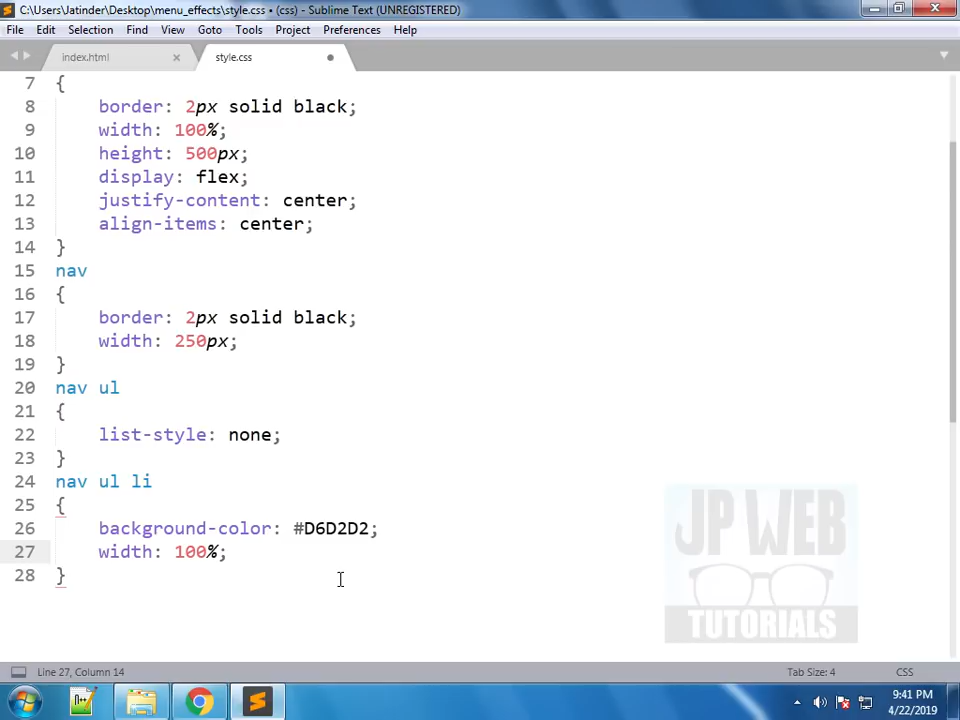 C:\Users\Jatinder\Desktop\menu_effects\style.css • (css) - Sublime Text (UNREGISTERED)
File Edit Selection Find View Goto Tools Project Preferences Help
index.html × style.css
7 {
8 border: 2px solid black;
9 width: 100%;
10 height: 500px;
11 display: flex;
12 justify-content: center;
13 align-items: center;
14 }
15 nav
16 {
17 border: 2px solid black;
18 width: 250px;
19 }
20 nav ul
21 {
22 list-style: none;
23 }
24 nav ul li
25 {
26 background-color: #D6D2D2;
27 width: 100%;
28 }
JP WEB
TUTORIALS
Line 27, Column 14 Tab Size: 4 CSS
9:41 PM
4/22/2019